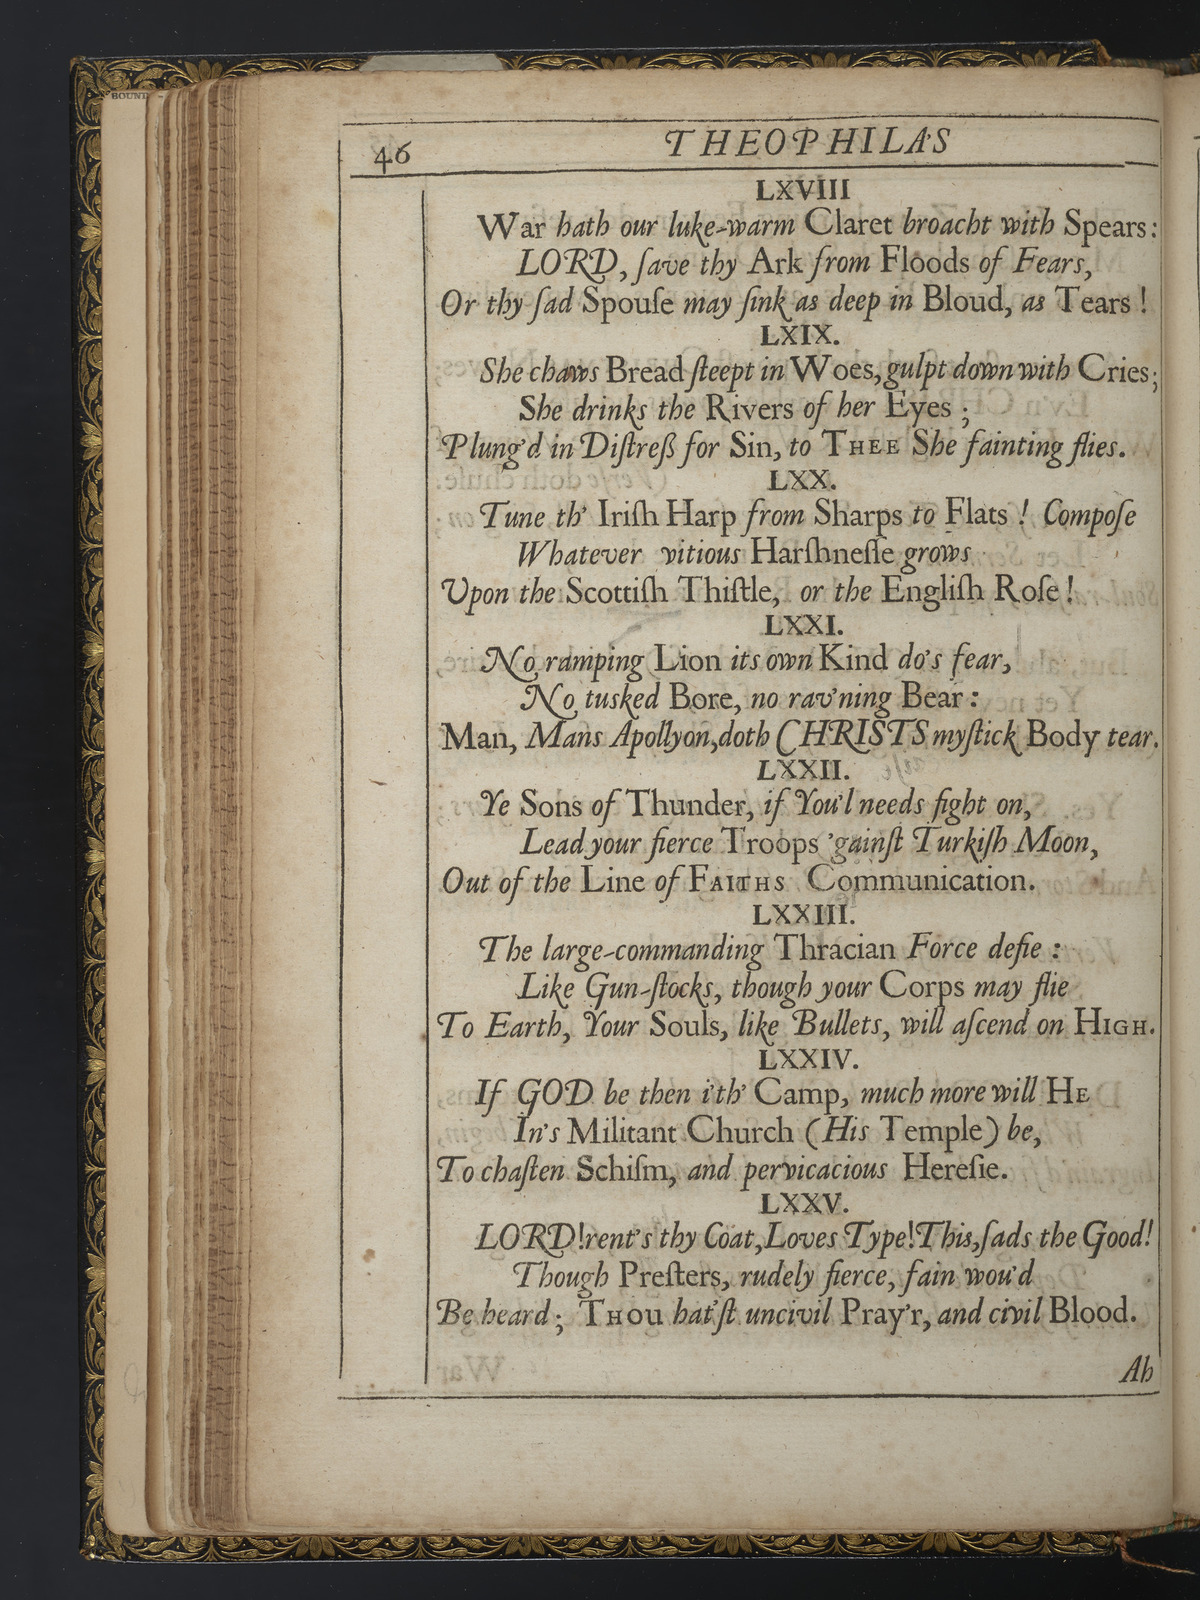 BOUND
46 THEOPHILA'S
LXVIII
War hath our luke-warm Claret broacht with Spears:
LORD, ſave thy Ark from Floods of Fears,
Or thy ſad Spouſe may ſink as deep in Bloud, as Tears !
LXIX.
She chaws Bread ſteept in Woes, gulpt down with Cries;
She drinks the Rivers of her Eyes ;
Plung'd in Diſtreß for Sin, to THEE She fainting flies.
LXX.
Tune th' Iriſh Harp from Sharps to Flats ! Compoſe
Whatever vitious Harſhneſſe grows
Upon the Scottiſh Thiſtle, or the Engliſh Roſe !
LXXI.
No ramping Lion its own Kind do's fear,
No tusked Bore, no rav'ning Bear :
Man, Mans Apollyon, doth CHRISTS myſtick Body tear.
LXXII.
Ye Sons of Thunder, if You'l needs fight on,
Lead your fierce Troops 'gainſt Turkiſh Moon,
Out of the Line of FAITHS Communication.
LXXIII.
The large-commanding Thracian Force defie :
Like Gun-ſtocks, though your Corps may flie
To Earth, Your Souls, like Bullets, will aſcend on HIGH.
LXXIV.
If GOD be then i'th' Camp, much more will HE
In's Militant Church (His Temple) be,
To chaſten Schiſm, and pervicacious Hereſie.
LXXV.
LORD! rent's thy Coat, Loves Type! This, ſads the Good!
Though Preſters, rudely fierce, fain wou'd
Be heard ; THOU hat'ſt uncivil Pray'r, and civil Blood.
Ah